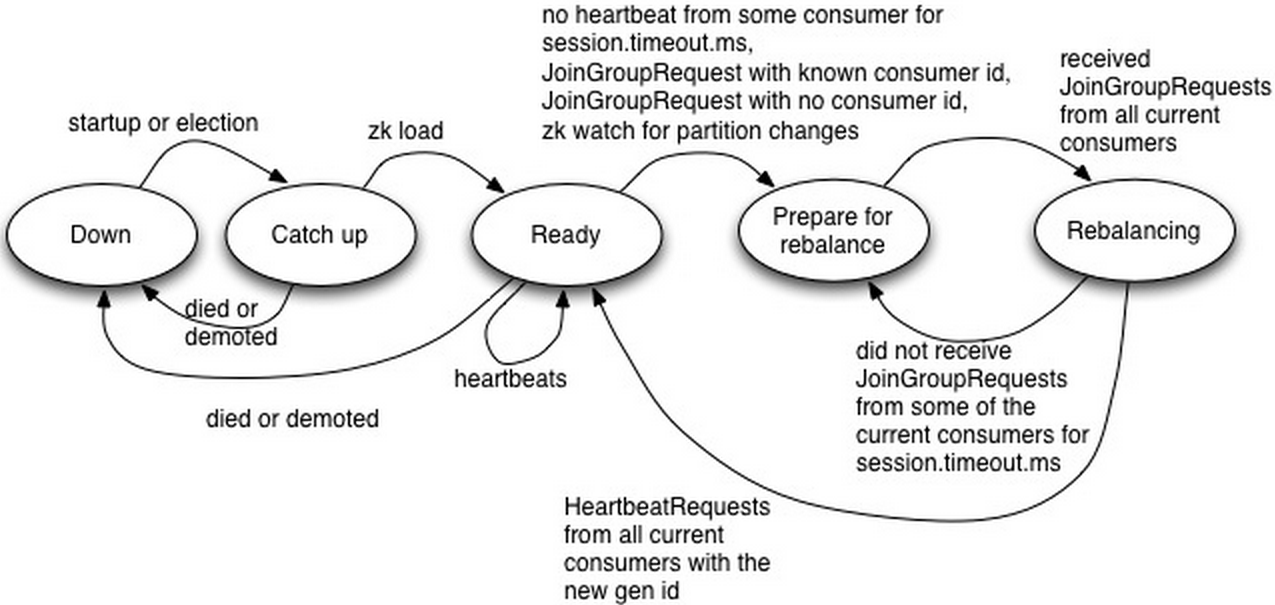 no heartbeat from some consumer for
session.timeout.ms,
JoinGroupRequest with known consumer id,
JoinGroupRequest with no consumer id,
zk watch for partition changes
received
JoinGroupRequests
from all current
consumers
startup or election
zk load
Down
Catch up
Ready
Prepare for
rebalance
Rebalancing
died or
demoted
heartbeats
died or demoted
did not receive
JoinGroupRequests
from some of the
current consumers for
session.timeout.ms
HeartbeatRequests
from all current
consumers with the
new gen id